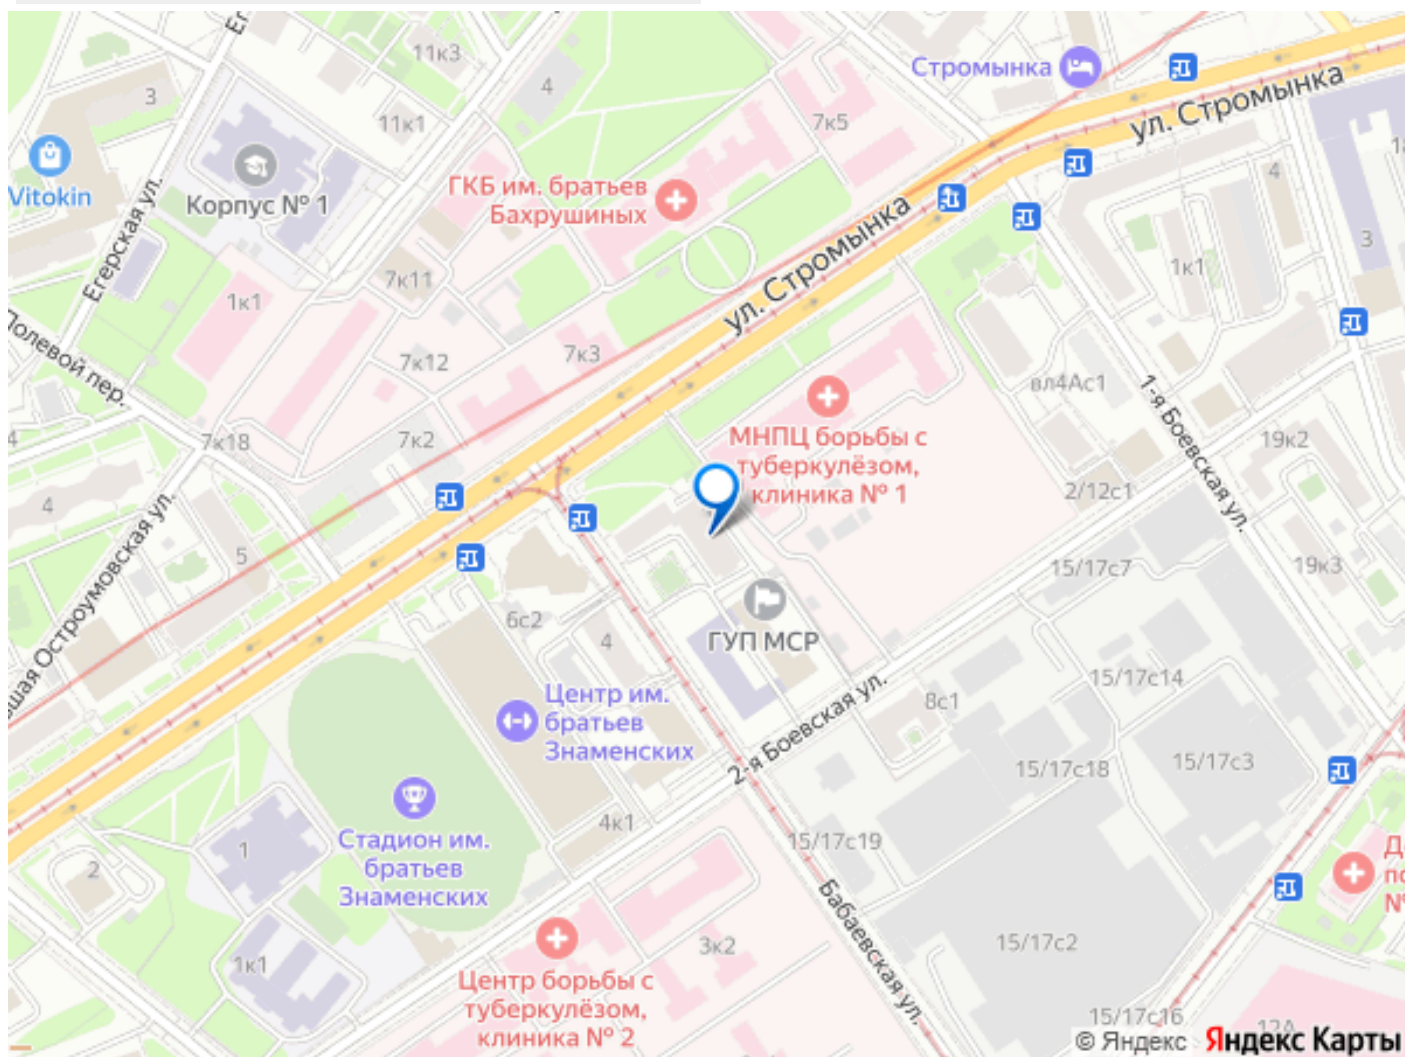 11к3
4
3
11к1
Стромынка
ул. Стромынка
7к5
Vitokin
Корпус № 1
ГКБ им. братьев
Бахрушиных
4
Егерская ул.
7к11
ул. Стромынка
3
1к1
1к1
Полевой пер.
7к12
7к3
вл4Ас1
1-я Боевская ул.
7к18
7к2
МНПЦ борьбы с
туберкулёзом,
клиника № 1
19к2
4
2/12с1
5
15/17с7
19к3
6с2
4
ГУП МСР
15/17с14
8с1
Центр им.
братьев
Знаменских
2-я Боевская ул.
15/17с18
15/17с3
Стадион им.
братьев
Знаменских
1
2
4к1
15/17с19
Бабаевская ул.
1к1
3к2
15/17с2
Центр борьбы с
туберкулёзом,
клиника № 2
15/17с16
12А
© Яндекс Яндекс Карты